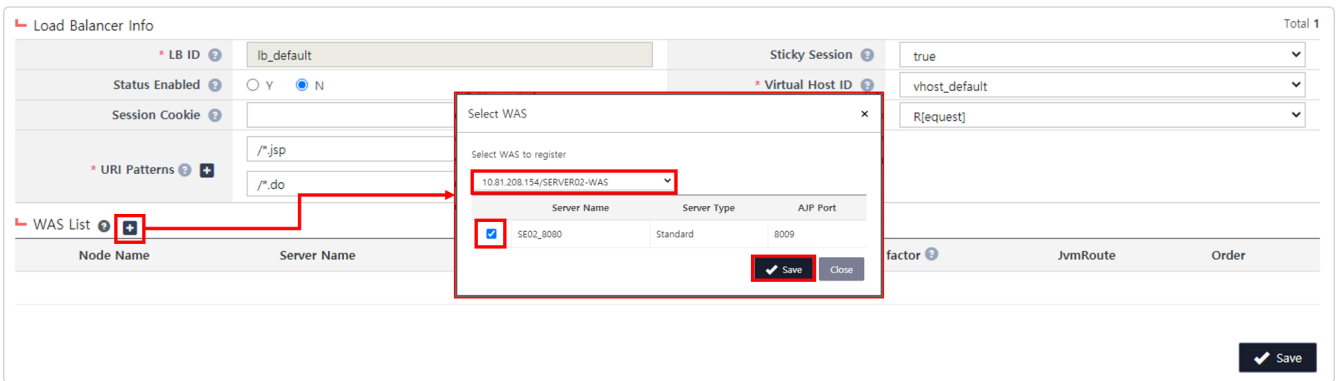 Load Balancer Info
Total 1
* LB ID ?
lb_default
Sticky Session ?
true
Status Enabled ?
Y N
* Virtual Host ID ?
vhost_default
Session Cookie ?
R[equest]
* URI Patterns ? +
/*.jsp
/*.do
Select WAS ×
Select WAS to register
10.81.208.154/SERVER02-WAS
Server Name Server Type AJP Port
SE02_8080 Standard 8009
Save Close
WAS List ? +
Node Name Server Name factor ? JvmRoute Order
Save